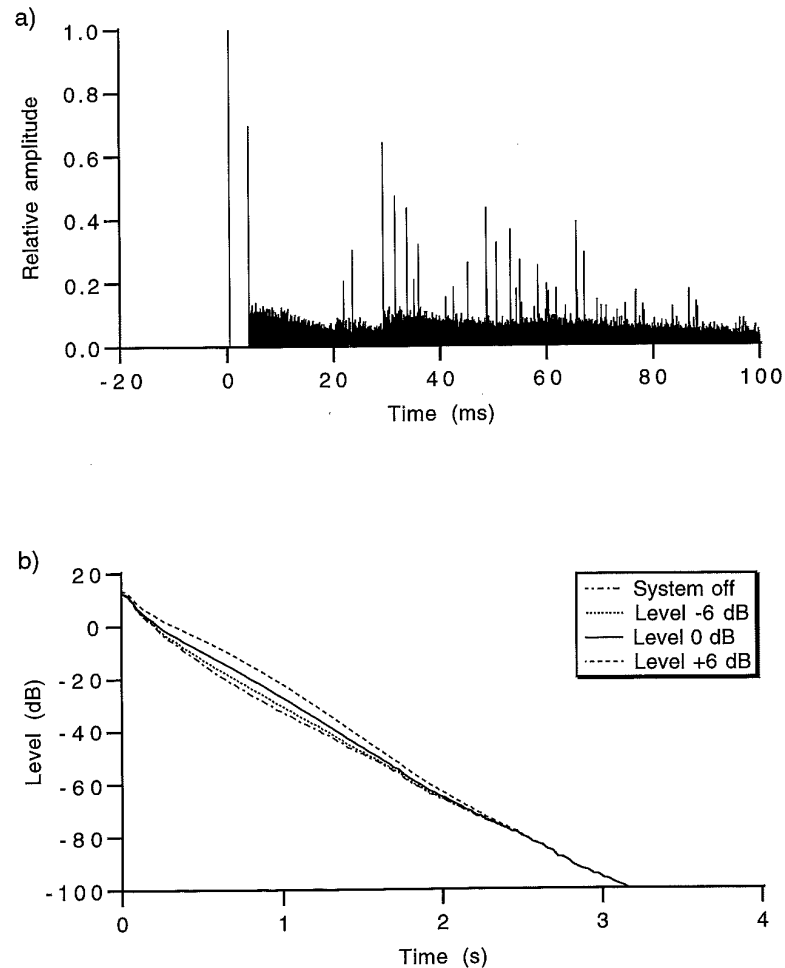 a)
1.0
0.8
0.6
0.4
0.2
0.0
Relative amplitude
-20
0
20
40
60
80
100
Time (ms)
b)
20
0
-20
-40
-60
-80
-100
Level (dB)
System off
Level -6 dB
Level 0 dB
Level +6 dB
0
1
2
3
4
Time (s)